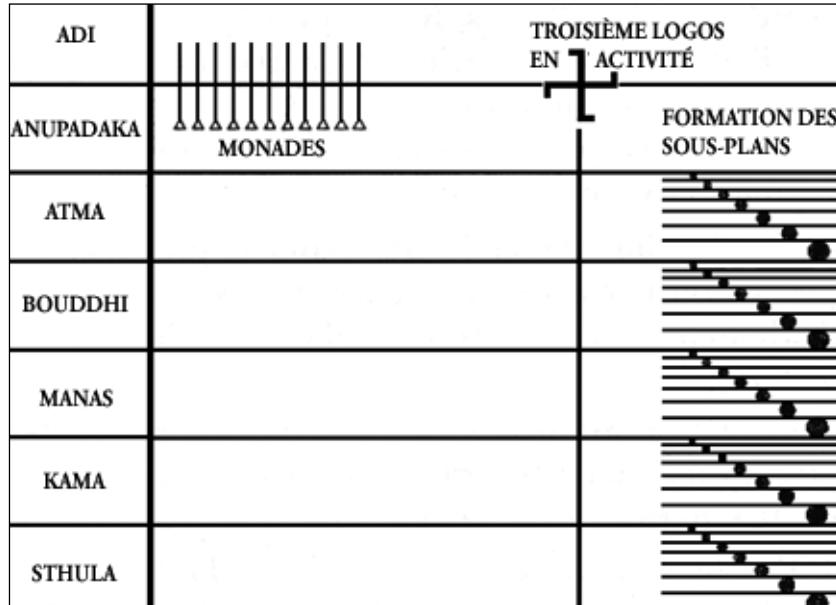 ADI
TROISIÈME LOGOS
EN ACTIVITÉ
ANUPADAKA
MONADES
FORMATION DES
SOUS-PLANS
ATMA
BOUDDHI
MANAS
KAMA
STHULA